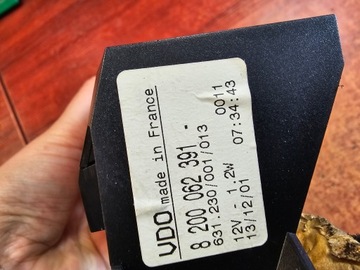 VDO made in France
8 200 062 391 -
631.230/001/013 0011
12V - 1.2W 07:34:43
13/12/01